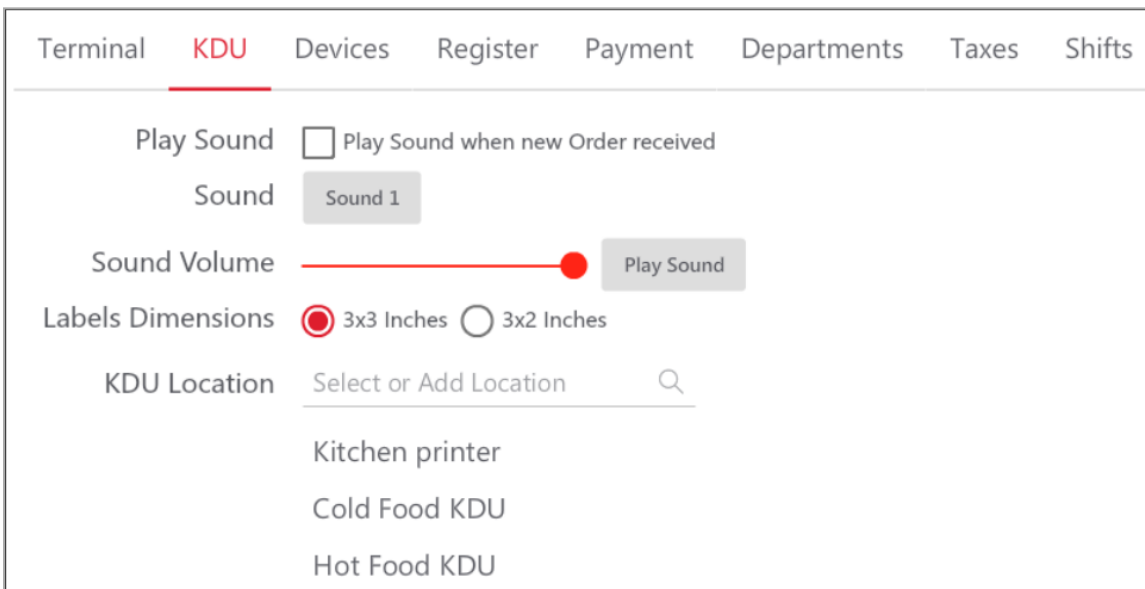 Terminal KDU Devices Register Payment Departments Taxes Shifts
Play Sound Play Sound when new Order received
Sound Sound 1
Sound Volume Play Sound
Labels Dimensions 3x3 Inches 3x2 Inches
KDU Location Select or Add Location
Kitchen printer
Cold Food KDU
Hot Food KDU